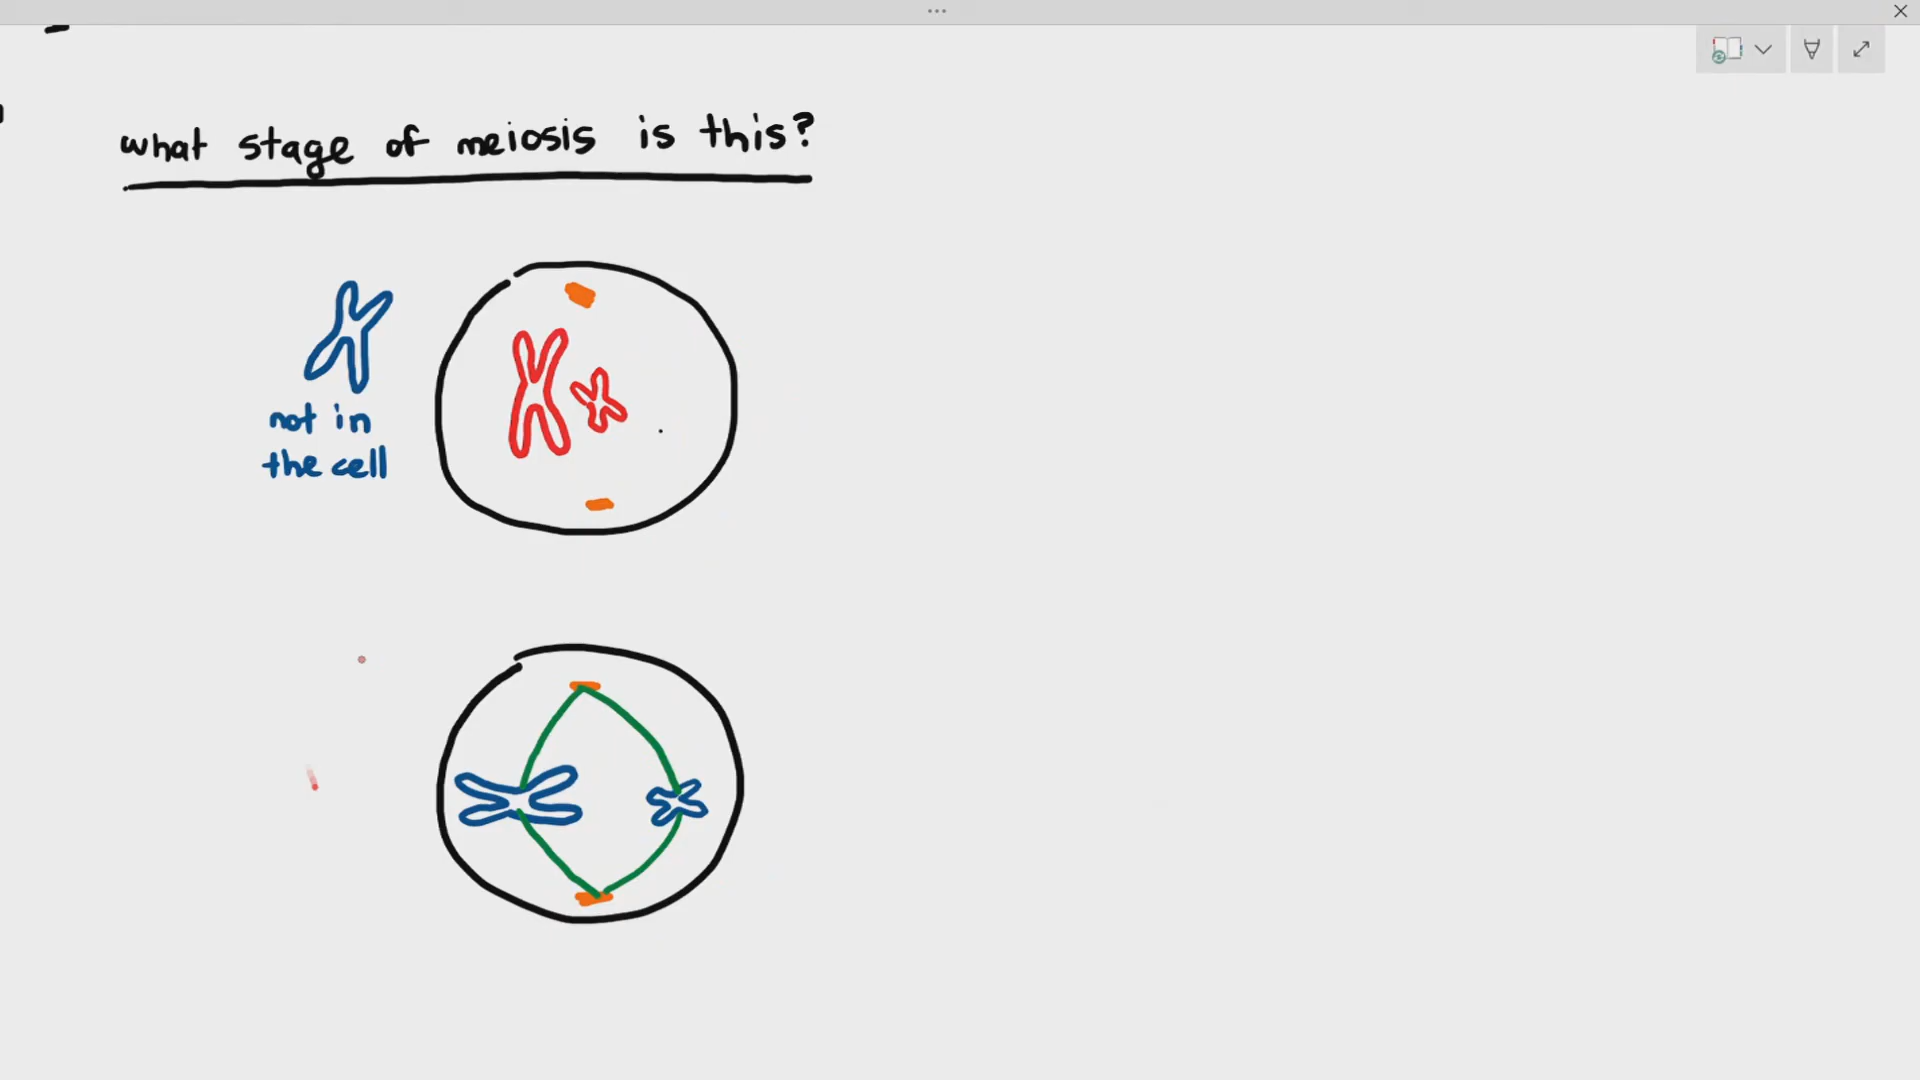 what stage of meiosis is this?
not in
the cell